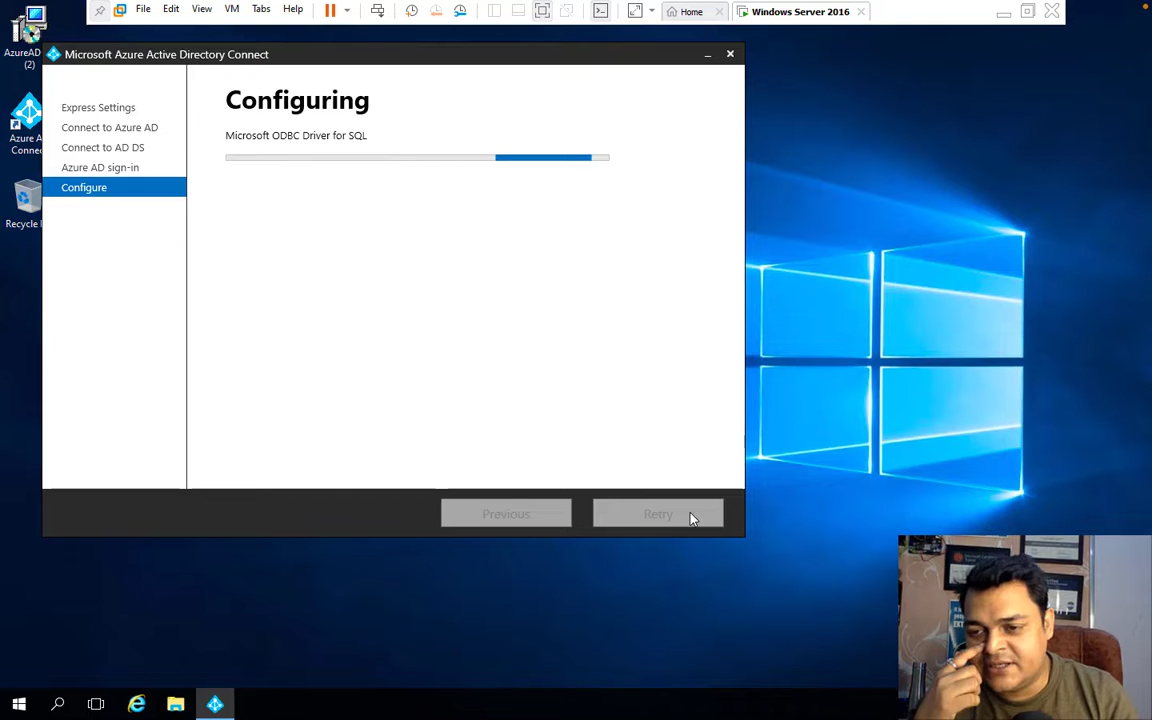 File Edit View VM Tabs Help
Home
Windows Server 2016
AzureAD
(2)
Azure A
Connec
Recycle
Microsoft Azure Active Directory Connect
Express Settings
Connect to Azure AD
Connect to AD DS
Azure AD sign-in
Configure
Configuring
Microsoft ODBC Driver for SQL
Previous
Retry